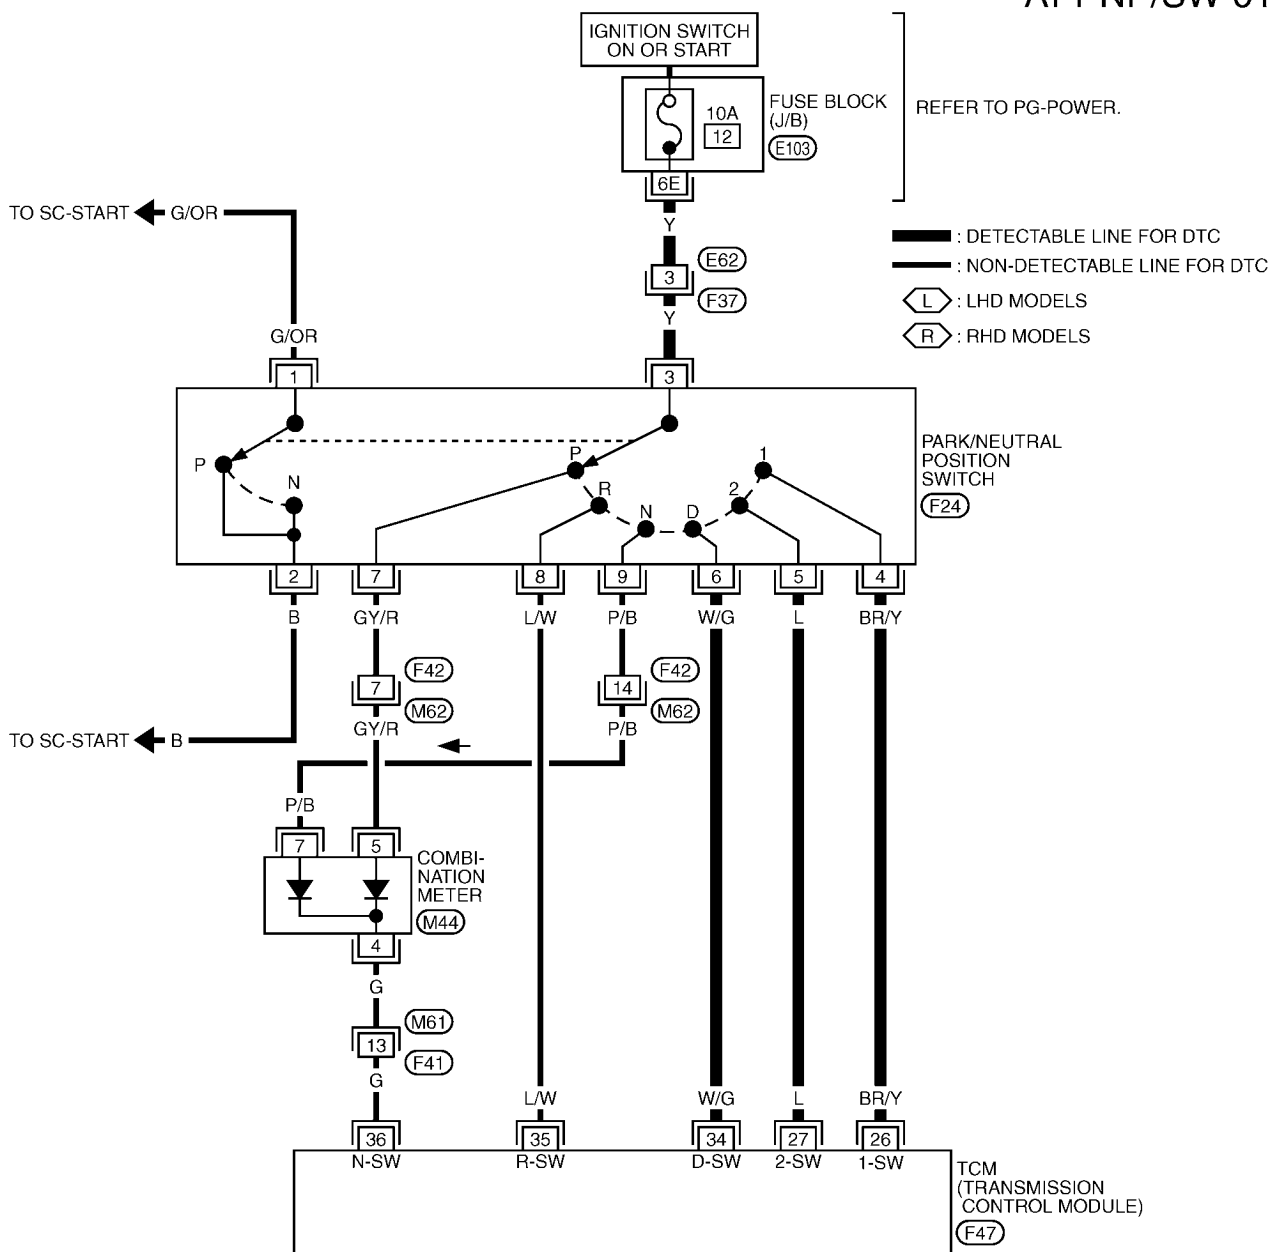 IGNITION SWITCH
ON OR START
FUSE BLOCK
(J/B)
E103
10A
12
REFER TO PG-POWER.
6E
Y
TO SC-START
G/OR
: DETECTABLE LINE FOR DTC
: NON-DETECTABLE LINE FOR DTC
L : LHD MODELS
R : RHD MODELS
E62
3
F37
Y
G/OR
1
3
PARK/NEUTRAL
POSITION
SWITCH
F24
P
N
P
R
N
D
2
1
2
7
8
9
6
5
4
B
GY/R
L/W
P/B
W/G
L
BR/Y
F42
7
M62
F42
14
M62
GY/R
P/B
TO SC-START
B
P/B
7
5
COMBI-
NATION
METER
M44
4
G
M61
13
F41
G
L/W
W/G
L
BR/Y
36
35
34
27
26
N-SW
R-SW
D-SW
2-SW
1-SW
TCM
(TRANSMISSION
CONTROL MODULE)
F47